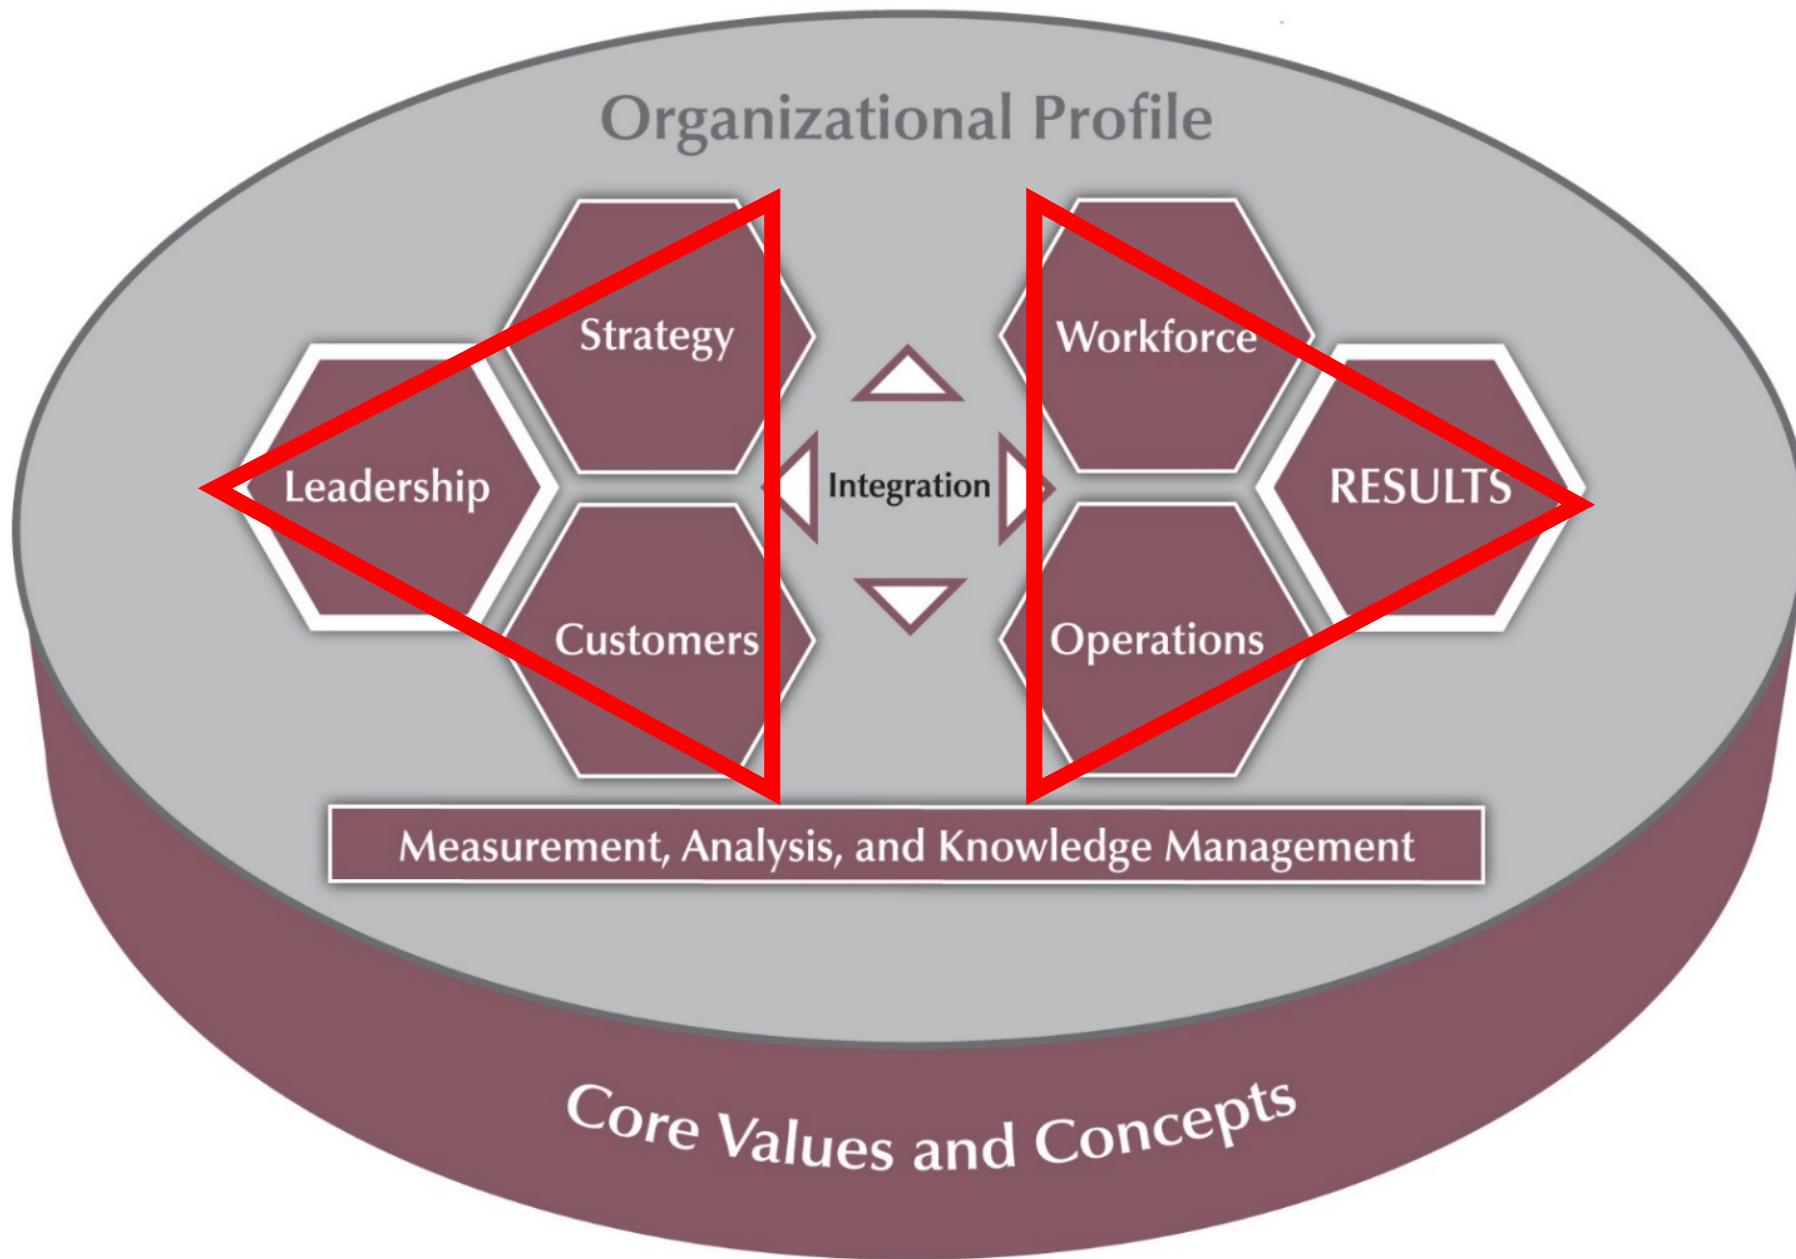 Organizational Profile
Strategy
Workforce
Leadership
Integration
RESULTS
Customers
Operations
Measurement, Analysis, and Knowledge Management
Core Values and Concepts